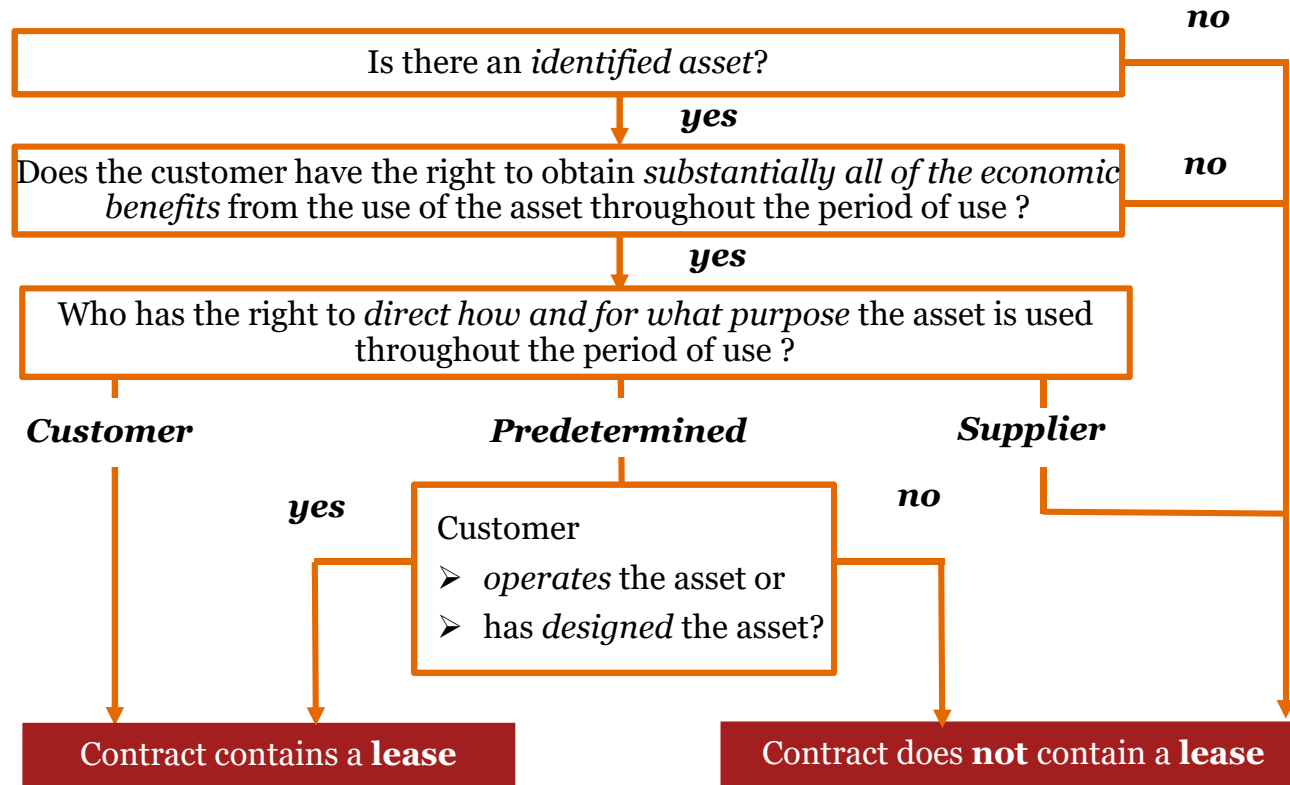 no
Is there an identified asset?
yes
Does the customer have the right to obtain substantially all of the economic
benefits from the use of the asset throughout the period of use ?
no
yes
Who has the right to direct how and for what purpose the asset is used
throughout the period of use ?
Customer
Predetermined
Supplier
yes
no
Customer
➤ operates the asset or
➤ has designed the asset?
Contract contains a lease
Contract does not contain a lease